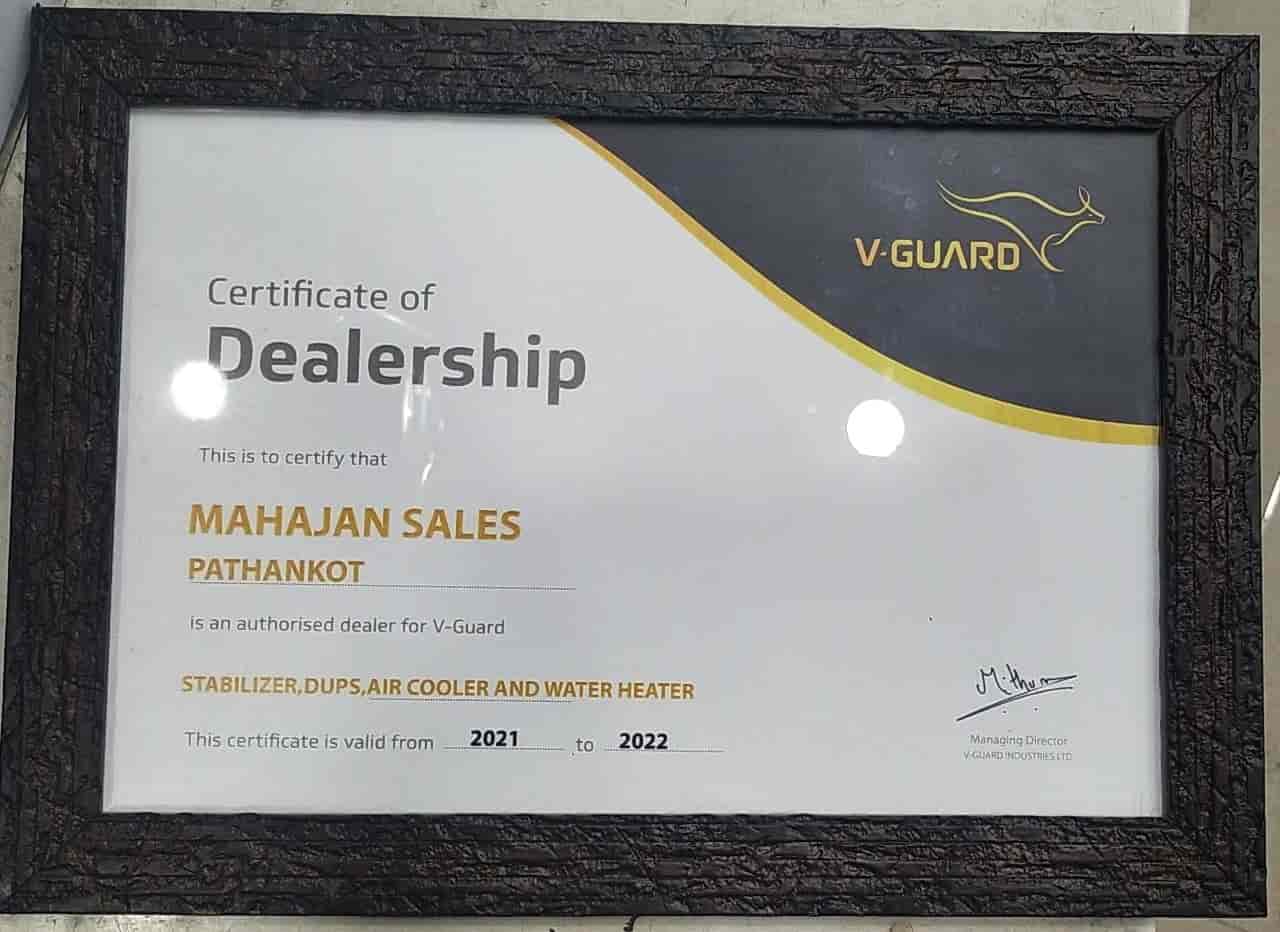 V-GUARD
Certificate of
Dealership
This is to certify that
MAHAJAN SALES
PATHANKOT
is an authorised dealer for V-Guard
STABILIZER,DUPS,AIR COOLER AND WATER HEATER
This certificate is valid from 2021 to 2022
Mithun
Managing Director
V-GUARD INDUSTRIES LTD